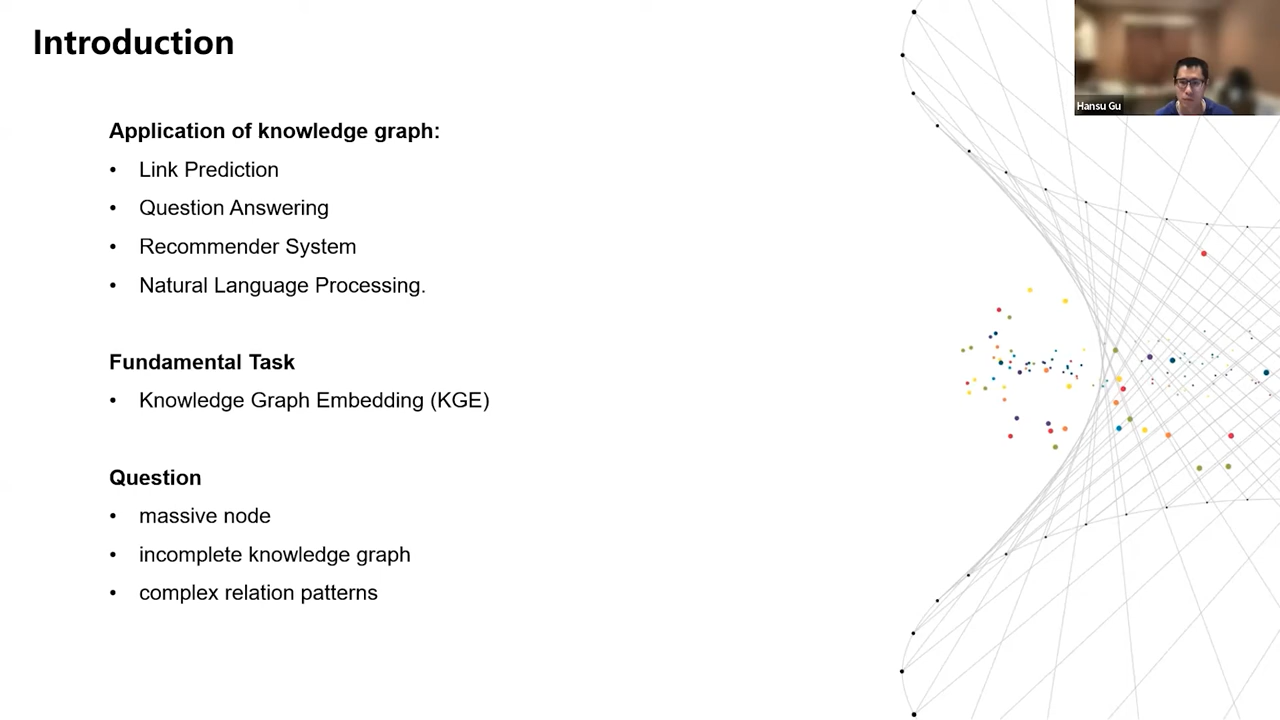 Introduction
Hansu Gu
Application of knowledge graph:
• Link Prediction
• Question Answering
• Recommender System
• Natural Language Processing.
Fundamental Task
• Knowledge Graph Embedding (KGE)
Question
• massive node
• incomplete knowledge graph
• complex relation patterns